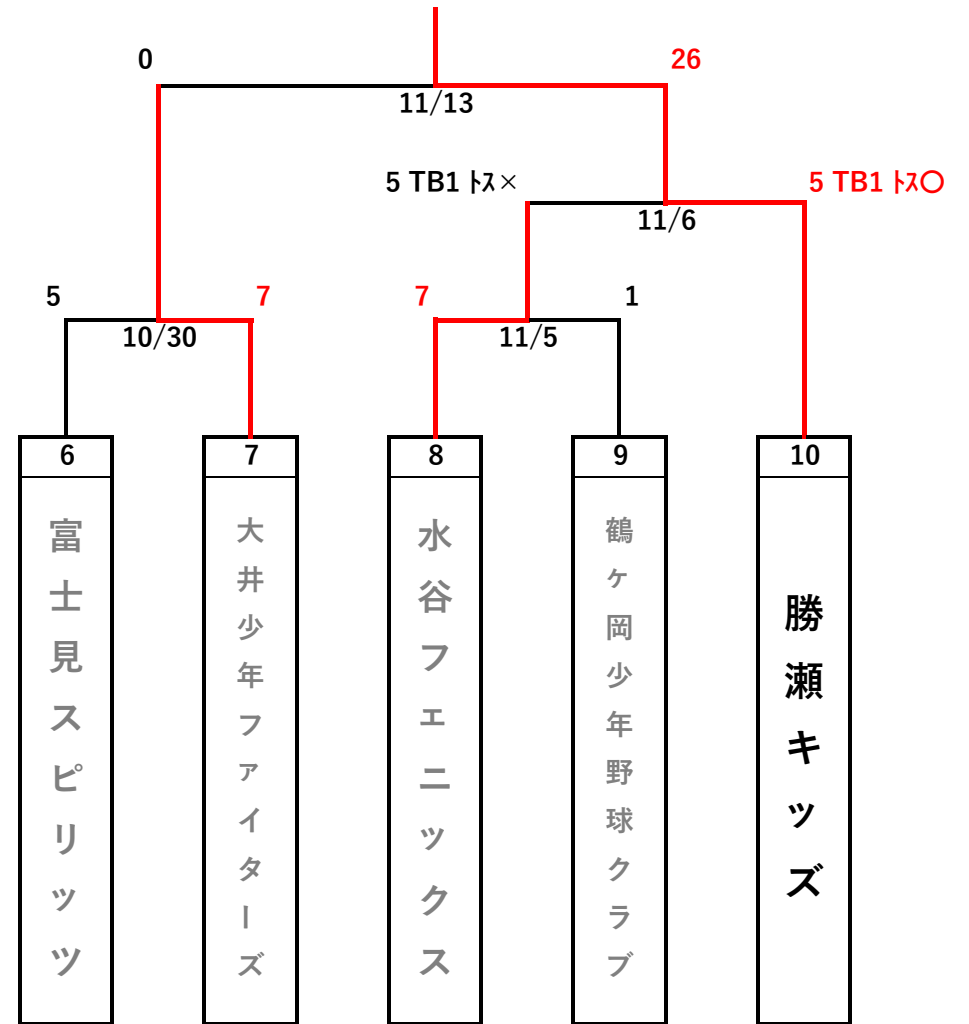 0
26
11/13
5 TB1 ﾄｽ×
5 TB1 ﾄｽ〇
11/6
5
7
7
1
10/30
11/5
6
7
8
9
10
富士見スピリッツ
大井少年ファイターズ
水谷フェニックス
鶴ヶ岡少年野球クラブ
勝瀬キッズ